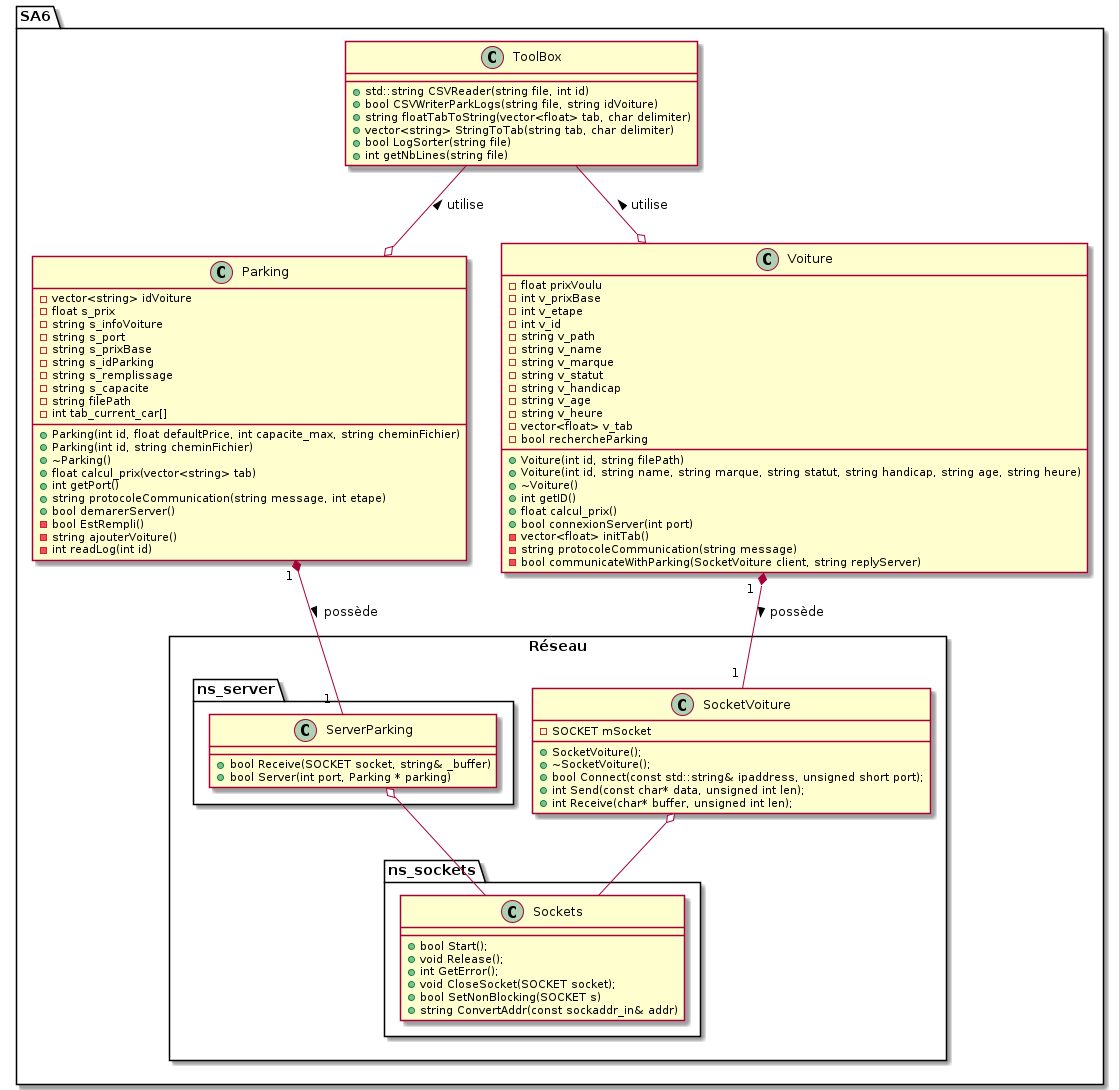 SA6
C ToolBox
std::string CSVReader(string file, int id)
bool CSVWriterParkLogs(string file, string idVoiture)
string floatTabToString(vector<float> tab, char delimiter)
vector<string> StringToTab(string tab, char delimiter)
bool LogSorter(string file)
int getNbLines(string file)
utilise
utilise
C Parking
vector<string> idVoiture
float s_prix
string s_infoVoiture
string s_port
string s_prixBase
string s_idParking
string s_remplissage
string s_capacite
string filePath
int tab_current_car[]
Parking(int id, float defaultPrice, int capacite_max, string cheminFichier)
Parking(int id, string cheminFichier)
~Parking()
float calcul_prix(vector<string> tab)
int getPort()
string protocoleCommunication(string message, int etape)
bool demarerServer()
bool EstRempli()
string ajouterVoiture()
int readLog(int id)
C Voiture
float prixVoulu
int v_prixBase
int v_etape
int v_id
string v_path
string v_name
string v_marque
string v_statut
string v_handicap
string v_age
string v_heure
vector<float> v_tab
bool rechercheParking
Voiture(int id, string filePath)
Voiture(int id, string name, string marque, string statut, string handicap, string age, string heure)
~Voiture()
int getID()
float calcul_prix()
bool connexionServer(int port)
vector<float> initTab()
string protocoleCommunication(string message)
bool communicateWithParking(SocketVoiture client, string replyServer)
1
possède
1
1
possède
1
Réseau
ns_server
C ServerParking
bool Receive(SOCKET socket, string& _buffer)
bool Server(int port, Parking * parking)
C SocketVoiture
SOCKET mSocket
SocketVoiture();
~SocketVoiture();
bool Connect(const std::string& ipaddress, unsigned short port);
int Send(const char* data, unsigned int len);
int Receive(char* buffer, unsigned int len);
ns_sockets
C Sockets
bool Start();
void Release();
int GetError();
void CloseSocket(SOCKET socket);
bool SetNonBlocking(SOCKET s)
string ConvertAddr(const sockaddr_in& addr)